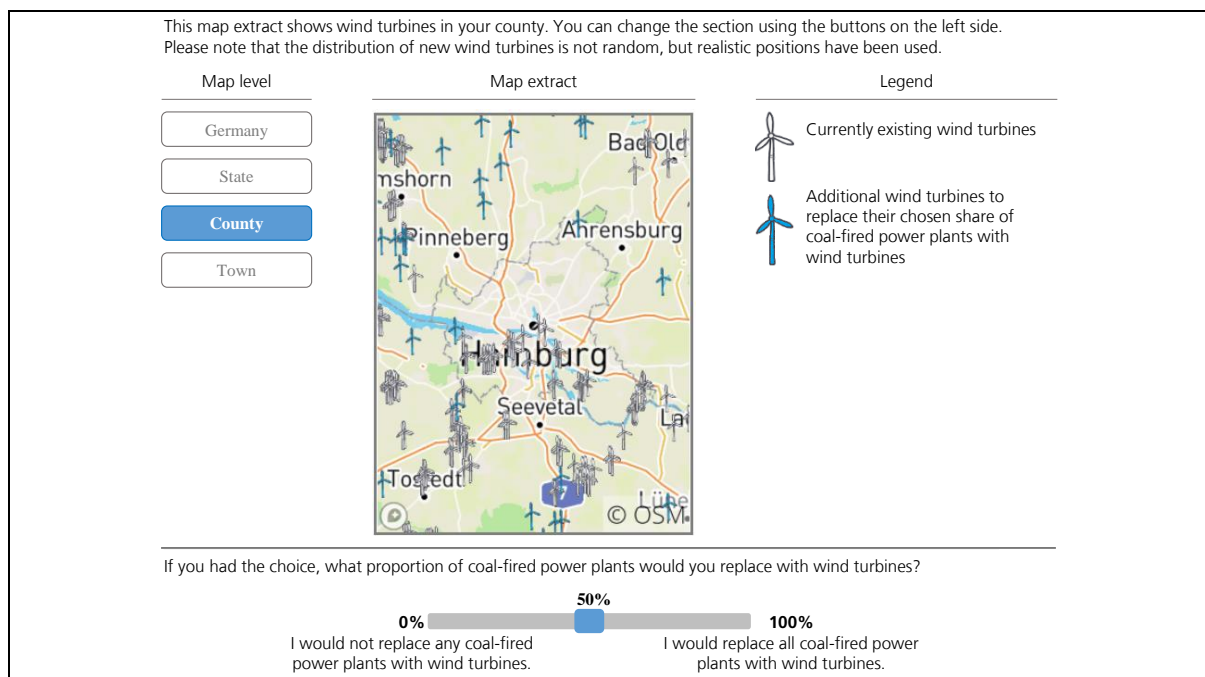 This map extract shows wind turbines in your county. You can change the section using the buttons on the left side.
Please note that the distribution of new wind turbines is not random, but realistic positions have been used.
Map level
Map extract
Legend
Germany
State
County
Town
Bad Old
mshorn
Pinneberg
Ahrensburg
Hamburg
Seevetal
La
Tostedt
7
Lüne
© OSM
Currently existing wind turbines
Additional wind turbines to
replace their chosen share of
coal-fired power plants with
wind turbines
If you had the choice, what proportion of coal-fired power plants would you replace with wind turbines?
50%
0%
100%
I would not replace any coal-fired
power plants with wind turbines.
I would replace all coal-fired power
plants with wind turbines.